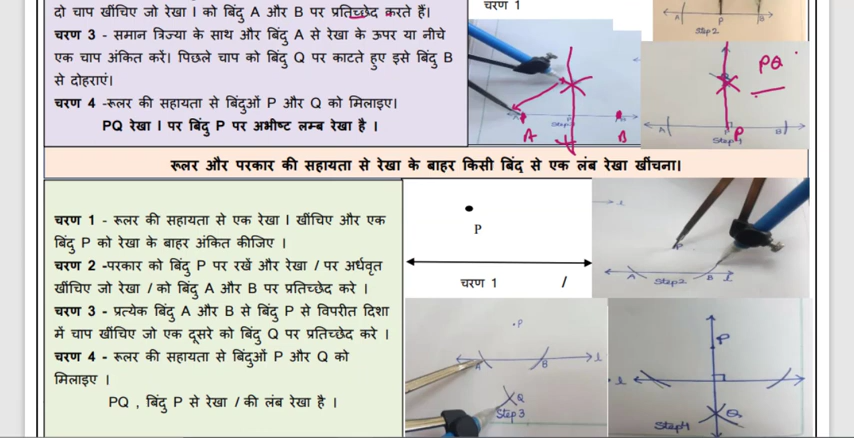 दो चाप खींचिए जो रेखा l को बिंदु A और B पर प्रतिच्छेद करते हैं।
चरण 3 - समान त्रिज्या के साथ और बिंदु A से रेखा के ऊपर या नीचे
एक चाप अंकित करें। पिछले चाप को बिंदु Q पर काटते हुए इसे बिंदु B
से दोहराएं।
चरण 4 -रूलर की सहायता से बिंदुओं P और Q को मिलाइए।
PQ रेखा l पर बिंदु P पर अभीष्ट लम्ब रेखा है ।
चरण 1
A P B
Step2
A B
PQ
A P B
Step4
रूलर और परकार की सहायता से रेखा के बाहर किसी बिंदु से एक लंब रेखा खींचना।
चरण 1 - रूलर की सहायता से एक रेखा l खींचिए और एक
बिंदु P को रेखा के बाहर अंकित कीजिए ।
चरण 2 -परकार को बिंदु P पर रखें और रेखा l पर अर्धवृत
खींचिए जो रेखा l को बिंदु A और B पर प्रतिच्छेद करे ।
चरण 3 - प्रत्येक बिंदु A और B से बिंदु P से विपरीत दिशा
में चाप खींचिए जो एक दूसरे को बिंदु Q पर प्रतिच्छेद करे ।
चरण 4 - रूलर की सहायता से बिंदुओं P और Q को
मिलाइए ।
PQ , बिंदु P से रेखा l की लंब रेखा है ।
P
चरण 1 l
l
P
A B l
Step2
P
A B l
Q
Step 3
P
l
Q
Step4